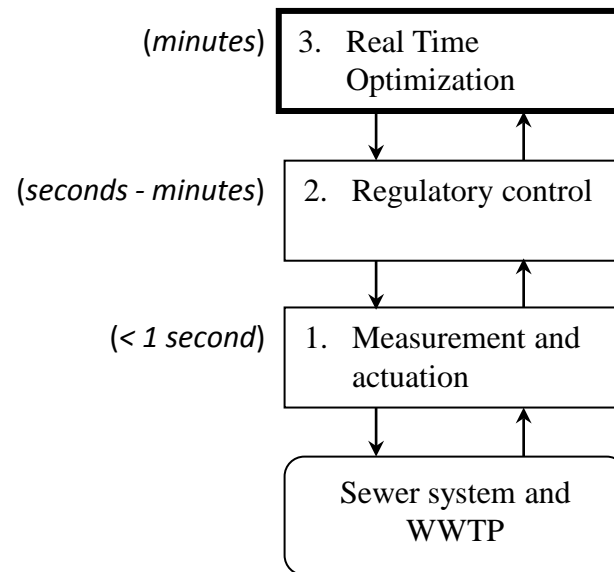 (minutes)
3. Real Time
Optimization
(seconds - minutes)
2. Regulatory control
(< 1 second)
1. Measurement and
actuation
Sewer system and
WWTP